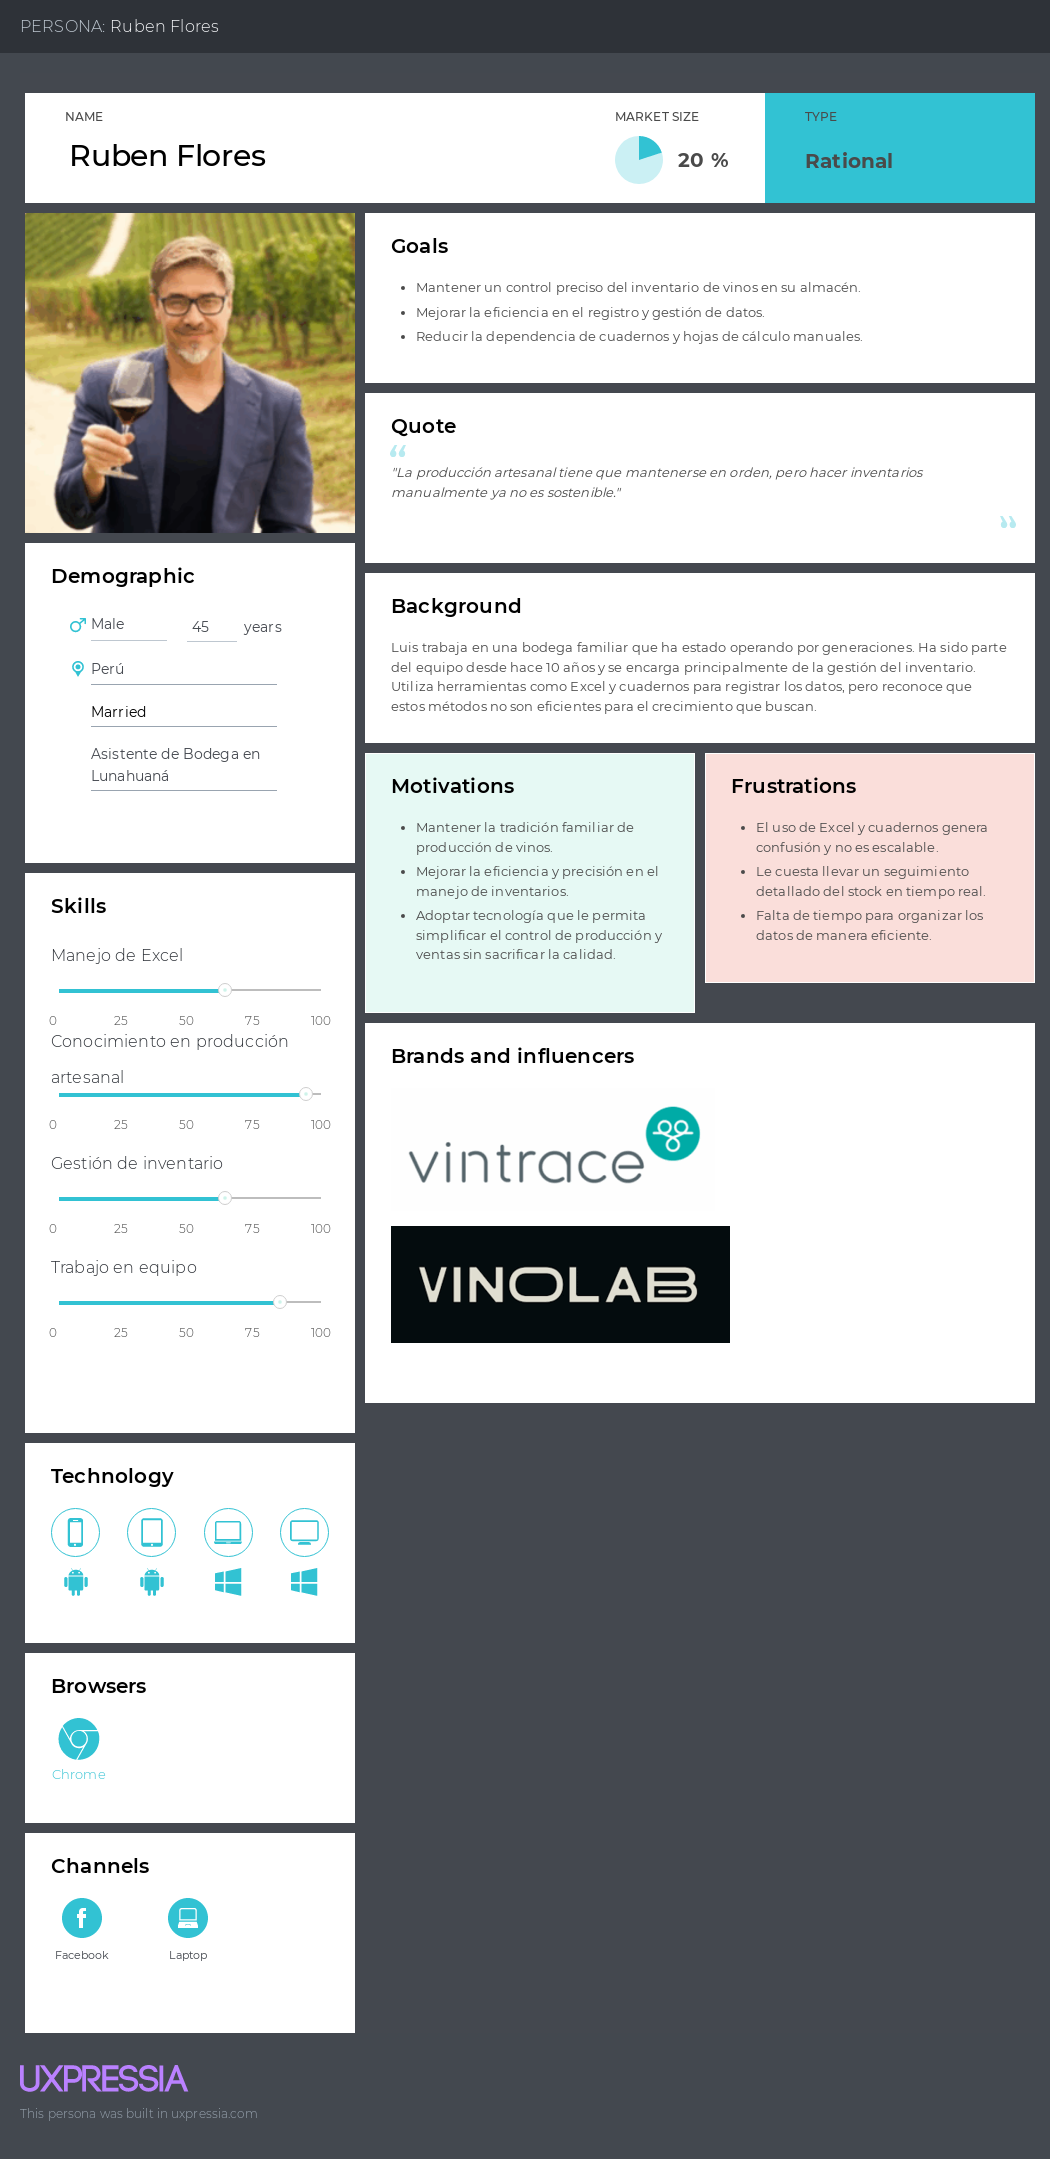 PERSONA: Ruben Flores
NAME
Ruben Flores
MARKET SIZE
20 %
TYPE
Rational
Goals
• Mantener un control preciso del inventario de vinos en su almacén.
• Mejorar la eficiencia en el registro y gestión de datos.
• Reducir la dependencia de cuadernos y hojas de cálculo manuales.
Quote
“
"La producción artesanal tiene que mantenerse en orden, pero hacer inventarios
manualmente ya no es sostenible."
”
Demographic
Male
45 years
Perú
Married
Asistente de Bodega en
Lunahuaná
Background
Luis trabaja en una bodega familiar que ha estado operando por generaciones. Ha sido parte
del equipo desde hace 10 años y se encarga principalmente de la gestión del inventario.
Utiliza herramientas como Excel y cuadernos para registrar los datos, pero reconoce que
estos métodos no son eficientes para el crecimiento que buscan.
Motivations
• Mantener la tradición familiar de
producción de vinos.
• Mejorar la eficiencia y precisión en el
manejo de inventarios.
• Adoptar tecnología que le permita
simplificar el control de producción y
ventas sin sacrificar la calidad.
Frustrations
• El uso de Excel y cuadernos genera
confusión y no es escalable.
• Le cuesta llevar un seguimiento
detallado del stock en tiempo real.
• Falta de tiempo para organizar los
datos de manera eficiente.
Skills
Manejo de Excel
0 25 50 75 100
Conocimiento en producción
artesanal
0 25 50 75 100
Gestión de inventario
0 25 50 75 100
Trabajo en equipo
0 25 50 75 100
Brands and influencers
vintrace
VINOLAB
Technology
Browsers
Chrome
Channels
Facebook
Laptop
UXPRESSIA
This persona was built in uxpressia.com